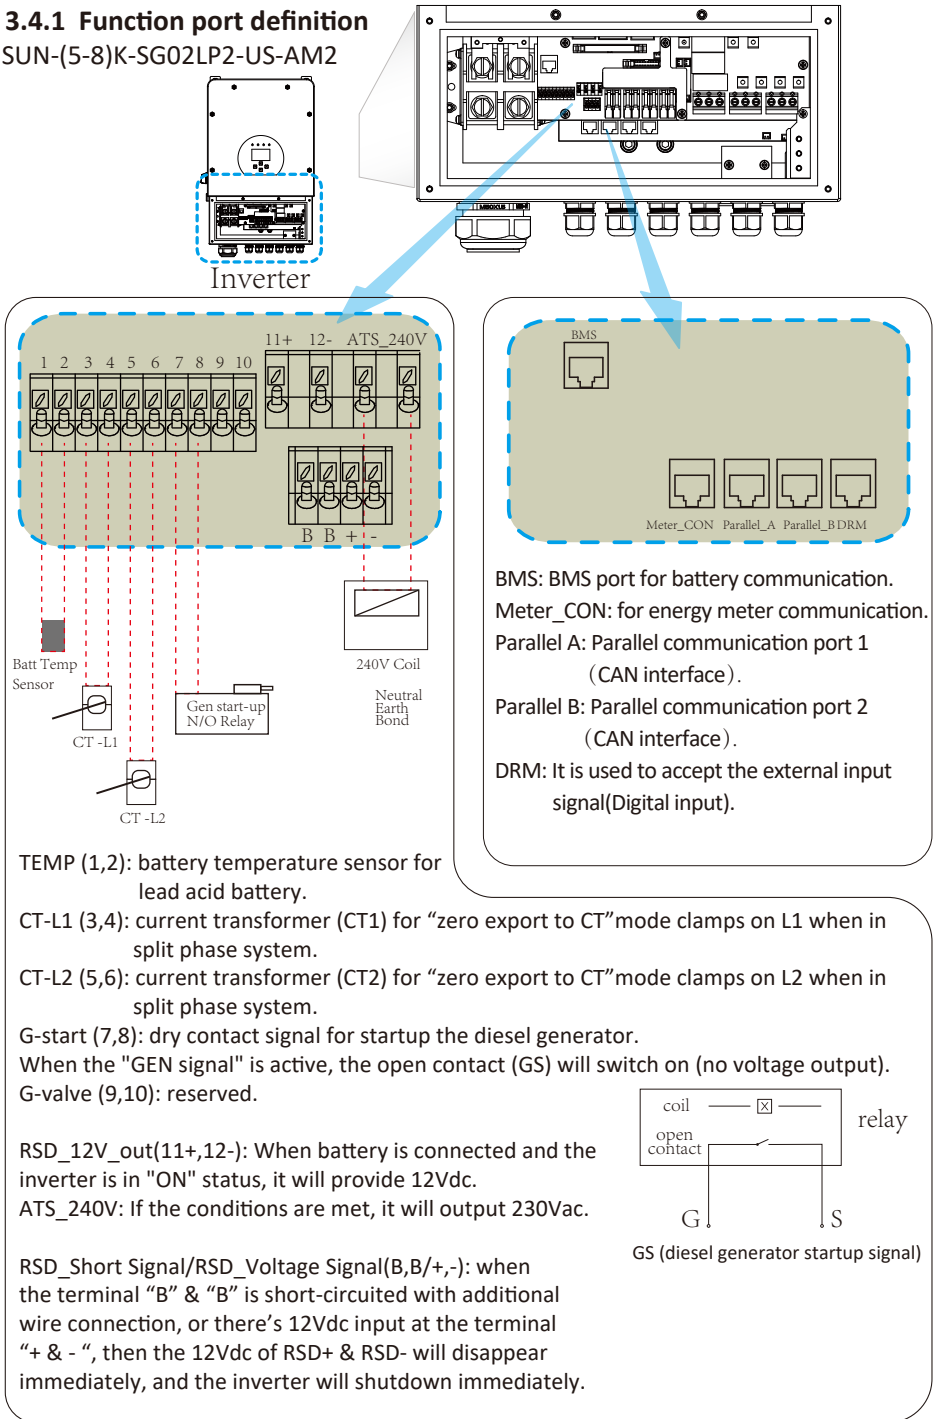 3.4.1 Function port definition
SUN-(5-8)K-SG02LP2-US-AM2
Inverter
11+ 12- ATS_240V
1 2 3 4 5 6 7 8 9 10
B B + -
Batt Temp
Sensor
CT -L1
CT -L2
Gen start-up
N/O Relay
240V Coil
Neutral
Earth
Bond
BMS
Meter_CON Parallel_A Parallel_B DRM
BMS: BMS port for battery communication.
Meter_CON: for energy meter communication.
Parallel A: Parallel communication port 1
（CAN interface）.
Parallel B: Parallel communication port 2
（CAN interface）.
DRM: It is used to accept the external input
signal(Digital input).
TEMP (1,2): battery temperature sensor for
lead acid battery.
CT-L1 (3,4): current transformer (CT1) for “zero export to CT”mode clamps on L1 when in
split phase system.
CT-L2 (5,6): current transformer (CT2) for “zero export to CT”mode clamps on L2 when in
split phase system.
G-start (7,8): dry contact signal for startup the diesel generator.
When the "GEN signal" is active, the open contact (GS) will switch on (no voltage output).
G-valve (9,10): reserved.
RSD_12V_out(11+,12-): When battery is connected and the
inverter is in "ON" status, it will provide 12Vdc.
ATS_240V: If the conditions are met, it will output 230Vac.
RSD_Short Signal/RSD_Voltage Signal(B,B/+,-): when
the terminal “B” & “B” is short-circuited with additional
wire connection, or there’s 12Vdc input at the terminal
“+ & - “, then the 12Vdc of RSD+ & RSD- will disappear
immediately, and the inverter will shutdown immediately.
coil
relay
open
contact
G S
GS (diesel generator startup signal)